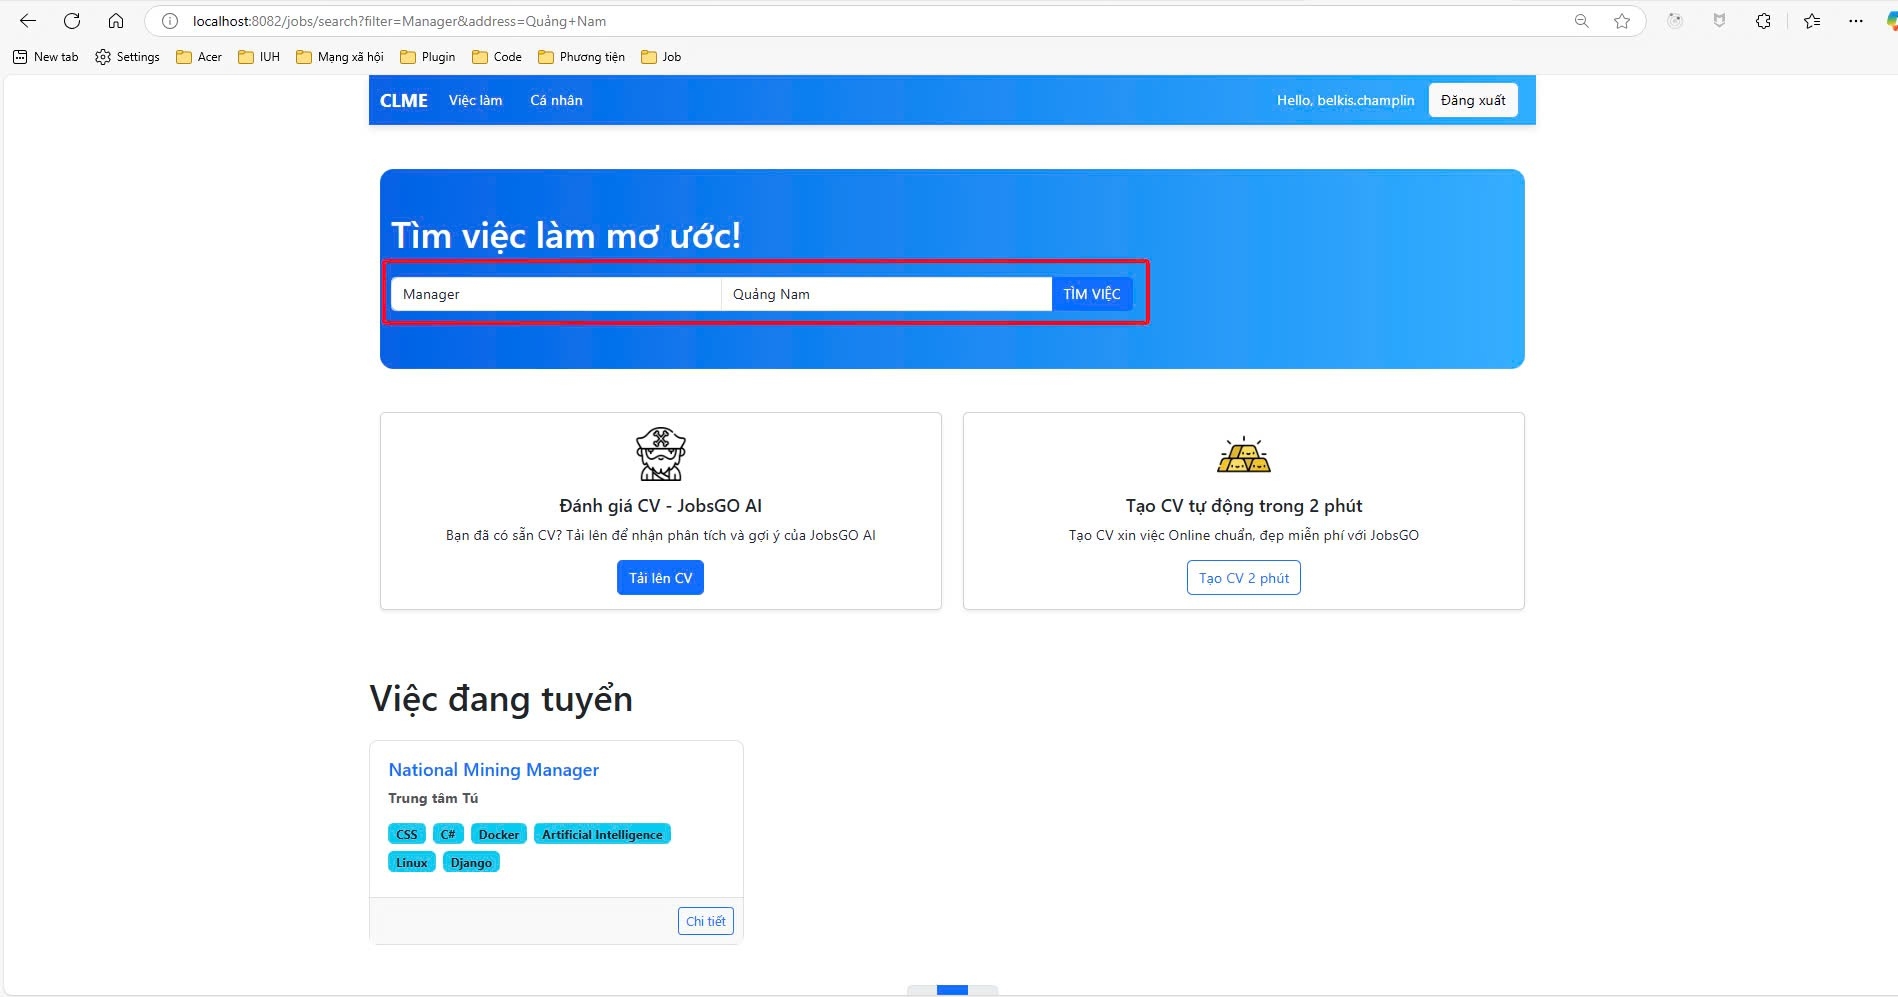 localhost:8082/jobs/search?filter=Manager&address=Quảng+Nam
New tab Settings Acer IUH Mạng xã hội Plugin Code Phương tiện Job
CLME Việc làm Cá nhân Hello, belkis.champlin Đăng xuất
Tìm việc làm mơ ước!
Manager Quảng Nam TÌM VIỆC
Đánh giá CV - JobsGO AI
Bạn đã có sẵn CV? Tải lên để nhận phân tích và gợi ý của JobsGO AI
Tải lên CV
Tạo CV tự động trong 2 phút
Tạo CV xin việc Online chuẩn, đẹp miễn phí với JobsGO
Tạo CV 2 phút
Việc đang tuyển
National Mining Manager
Trung tâm Tú
CSS C# Docker Artificial Intelligence
Linux Django
Chi tiết